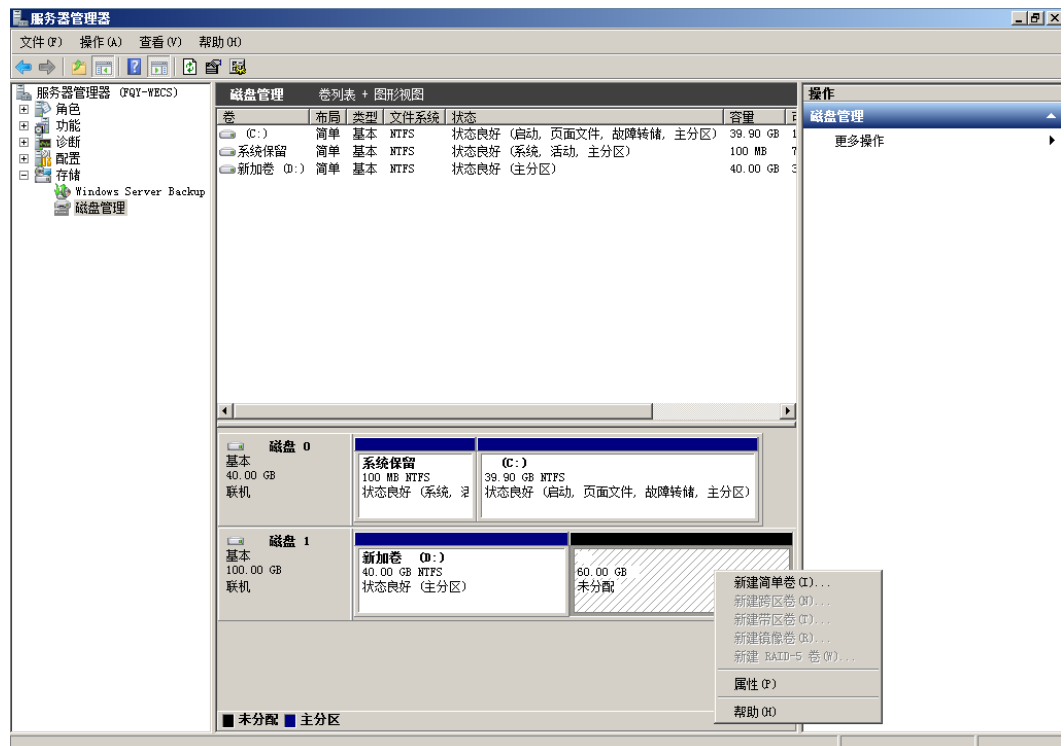 服务器管理器
文件(F) 操作(A) 查看(V) 帮助(H)
服务器管理器 (FQY-WECS)
角色
功能
诊断
配置
存储
Windows Server Backup
磁盘管理
磁盘管理 卷列表 + 图形视图
卷 布局 类型 文件系统 状态 容量
(C:) 简单 基本 NTFS 状态良好 (启动, 页面文件, 故障转储, 主分区) 39.90 GB 1
系统保留 简单 基本 NTFS 状态良好 (系统, 活动, 主分区) 100 MB 7
新加卷 (D:) 简单 基本 NTFS 状态良好 (主分区) 40.00 GB 3
操作
磁盘管理
更多操作
磁盘 0
基本
40.00 GB
联机
系统保留
100 MB NTFS
状态良好 (系统, 活
(C:)
39.90 GB NTFS
状态良好 (启动, 页面文件, 故障转储, 主分区)
磁盘 1
基本
100.00 GB
联机
新加卷 (D:)
40.00 GB NTFS
状态良好 (主分区)
60.00 GB
未分配
新建简单卷(I)...
新建跨区卷(N)...
新建带区卷(T)...
新建镜像卷(R)...
新建 RAID-5 卷(W)...
属性(P)
帮助(H)
未分配 主分区